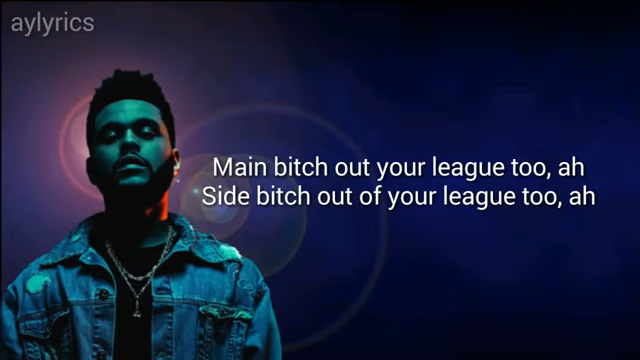 aylyrics
Main bitch out your league too, ah
Side bitch out of your league too, ah